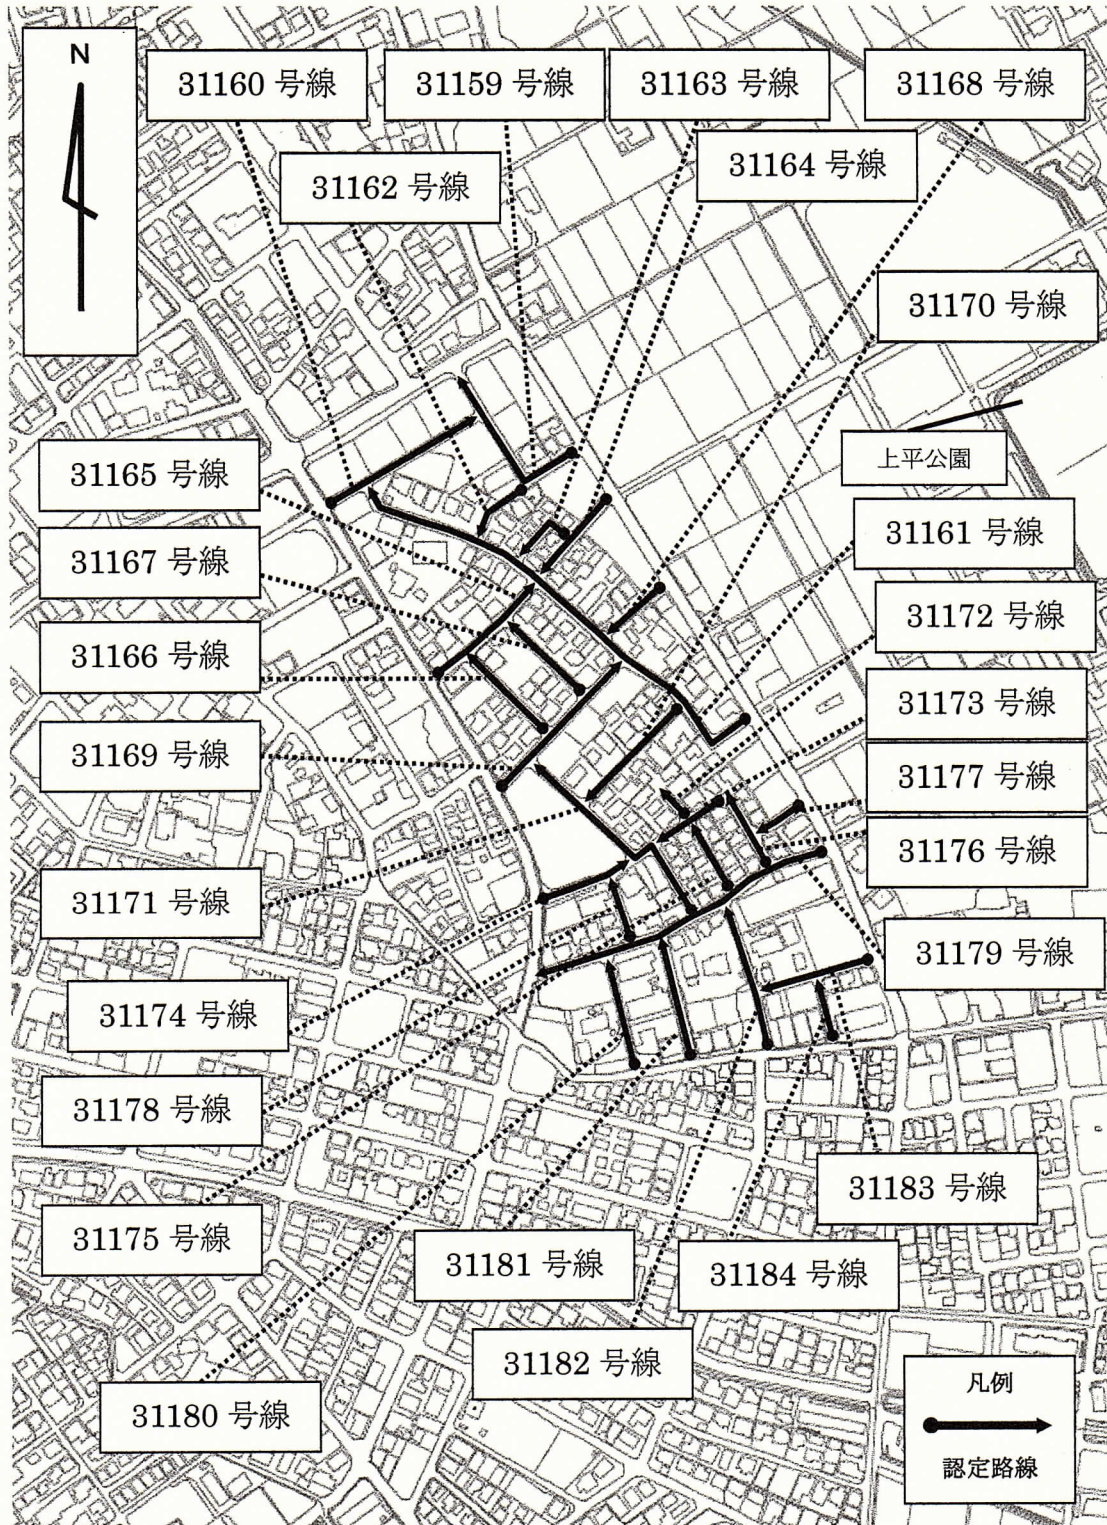 N
31160 号線
31159 号線
31163 号線
31168 号線
31162 号線
31164 号線
31170 号線
上平公園
31165 号線
31161 号線
31167 号線
31172 号線
31166 号線
31173 号線
31169 号線
31177 号線
31176 号線
31171 号線
31179 号線
31174 号線
31178 号線
31183 号線
31175 号線
31181 号線
31184 号線
31182 号線
31180 号線
凡例
認定路線